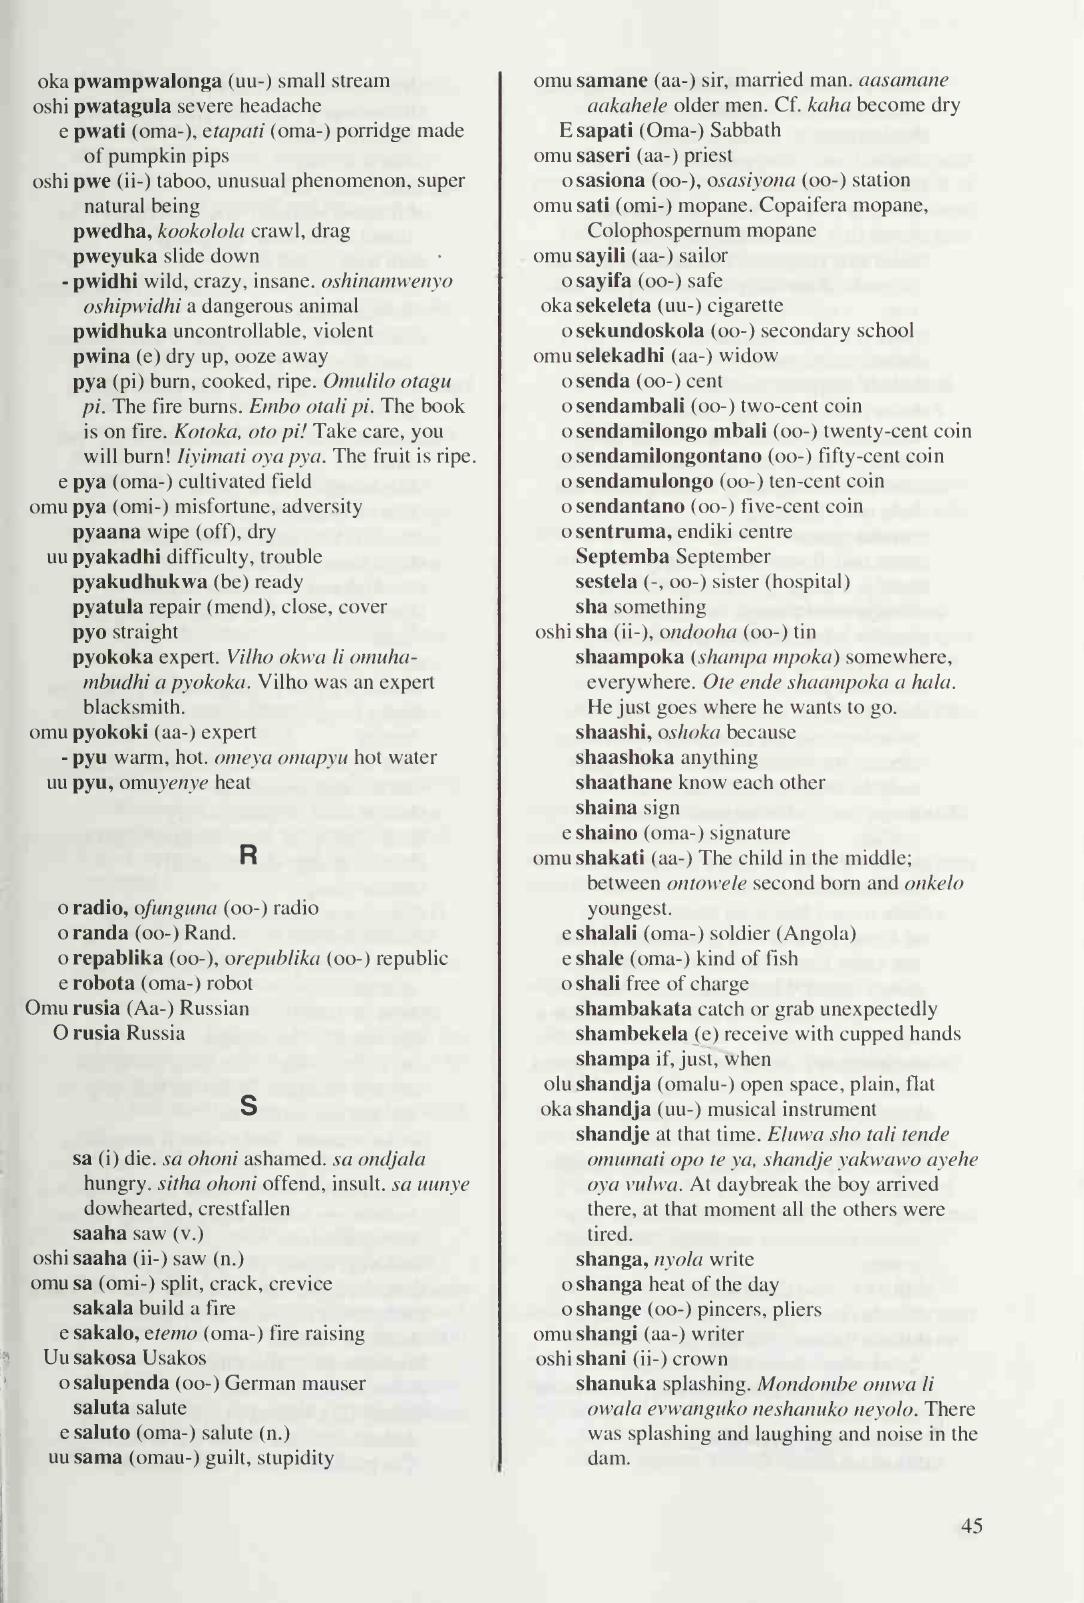 oka pwampwalonga (uu-) small stream
oshi pwatagula severe headache
e pwati (oma-), etapati (oma-) porridge made
of pumpkin pips
oshi pwe (ii-) taboo, unusual phenomenon, super
natural being
pwedha, kookolola crawl, drag
pweyuka slide down
- pwidhi wild, crazy, insane. oshinamwenyo
oshipwidhi a dangerous animal
pwidhuka uncontrollable, violent
pwina (e) dry up, ooze away
pya (pi) burn, cooked, ripe. Omulilo otagu
pi. The fire burns. Embo otali pi. The book
is on fire. Kotoka, oto pi! Take care, you
will burn! Iiyimati oya pya. The fruit is ripe.
e pya (oma-) cultivated field
omu pya (omi-) misfortune, adversity
pyaana wipe (off), dry
uu pyakadhi difficulty, trouble
pyakudhukwa (be) ready
pyatula repair (mend), close, cover
pyo straight
pyokoka expert. Vilho okwa li omuha-
mbudhi a pyokoka. Vilho was an expert
blacksmith.
omu pyokoki (aa-) expert
- pyu warm, hot. omeya omapyu hot water
uu pyu, omuyenye heat
R
o radio, ofunguna (oo-) radio
o randa (oo-) Rand.
o repablika (oo-), orepublika (oo-) republic
e robota (oma-) robot
Omu rusia (Aa-) Russian
O rusia Russia
S
sa (i) die. sa ohoni ashamed. sa ondjala
hungry. sitha ohoni offend, insult. sa uunye
dowhearted, crestfallen
saaha saw (v.)
oshi saaha (ii-) saw (n.)
omu sa (omi-) split, crack, crevice
sakala build a fire
e sakalo, etemo (oma-) fire raising
Uu sakosa Usakos
o salupenda (oo-) German mauser
saluta salute
e saluto (oma-) salute (n.)
uu sama (omau-) guilt, stupidity
omu samane (aa-) sir, married man. aasamane
aakahele older men. Cf. kaha become dry
E sapati (Oma-) Sabbath
omu saseri (aa-) priest
o sasiona (oo-), osasiyona (oo-) station
omu sati (omi-) mopane. Copaifera mopane,
Colophospernum mopane
omu sayili (aa-) sailor
o sayifa (oo-) safe
oka sekeleta (uu-) cigarette
o sekundoskola (oo-) secondary school
omu selekadhi (aa-) widow
o senda (oo-) cent
o sendambali (oo-) two-cent coin
o sendamilongo mbali (oo-) twenty-cent coin
o sendamilongontano (oo-) fifty-cent coin
o sendamulongo (oo-) ten-cent coin
o sendantano (oo-) five-cent coin
o sentruma, endiki centre
Septemba September
sestela (-, oo-) sister (hospital)
sha something
oshi sha (ii-), ondooha (oo-) tin
shaampoka (shampa mpoka) somewhere,
everywhere. Ote ende shaampoka a hala.
He just goes where he wants to go.
shaashi, oshoka because
shaashoka anything
shaathane know each other
shaina sign
e shaino (oma-) signature
omu shakati (aa-) The child in the middle;
between ontowele second born and onkelo
youngest.
e shalali (oma-) soldier (Angola)
e shale (oma-) kind of fish
o shali free of charge
shambakata catch or grab unexpectedly
shambekela (e) receive with cupped hands
shampa if, just, when
olu shandja (omalu-) open space, plain, flat
oka shandja (uu-) musical instrument
shandje at that time. Eluwa sho tali tende
omumati opo te ya, shandje yakwawo ayehe
oya vulwa. At daybreak the boy arrived
there, at that moment all the others were
tired.
shanga, nyola write
o shanga heat of the day
o shange (oo-) pincers, pliers
omu shangi (aa-) writer
oshi shani (ii-) crown
shanuka splashing. Mondombe omwa li
owala evwanguko neshanuko neyolo. There
was splashing and laughing and noise in the
dam.
45